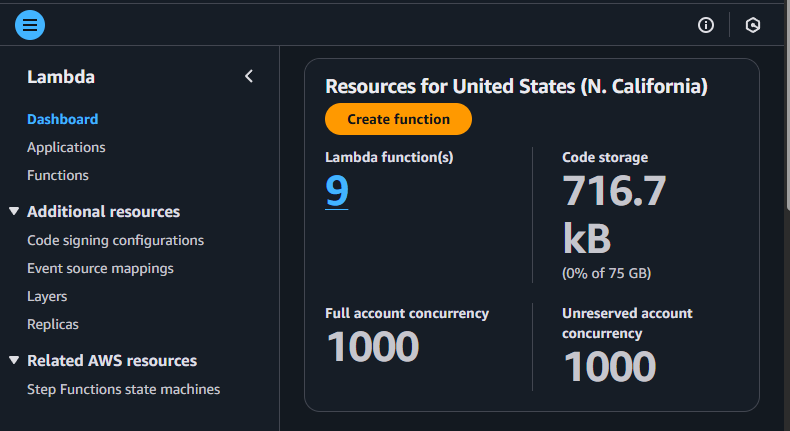 Lambda
Dashboard
Applications
Functions
Additional resources
Code signing configurations
Event source mappings
Layers
Replicas
Related AWS resources
Step Functions state machines
Resources for United States (N. California)
Create function
Lambda function(s)
9
Code storage
716.7
kB
(0% of 75 GB)
Full account concurrency
1000
Unreserved account
concurrency
1000